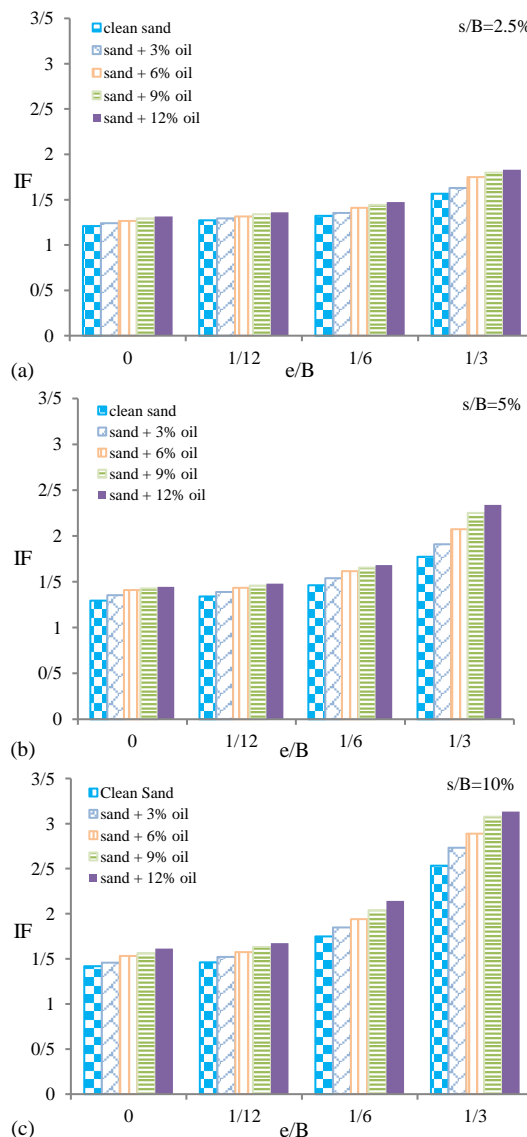 3/5
s/B=2.5%
clean sand
3
sand + 3% oil
sand + 6% oil
2/5
sand + 9% oil
sand + 12% oil
2
IF
1/5
1
0/5
0
0 1/12 1/6 1/3
(a) e/B
3/5
s/B=5%
clean sand
3
sand + 3% oil
sand + 6% oil
2/5
sand + 9% oil
sand + 12% oil
2
IF
1/5
1
0/5
0
0 1/12 1/6 1/3
(b) e/B
3/5
s/B=10%
Clean Sand
3
sand + 3% oil
sand + 6% oil
2/5
sand + 9% oil
sand + 12% oil
2
IF
1/5
1
0/5
0
0 1/12 1/6 1/3
(c) e/B